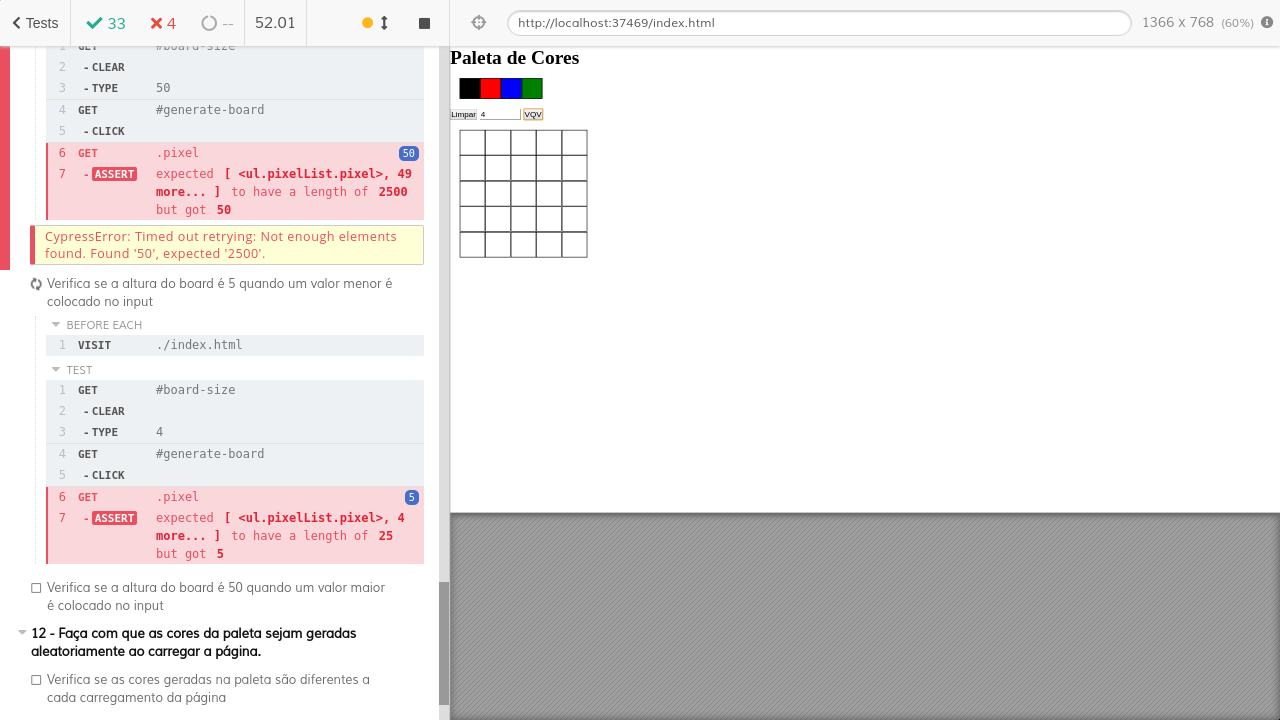 Tests 33 4 -- 52.01
http://localhost:37469/index.html 1366 x 768 (60%)
1 GET #board-size
2 - CLEAR
3 - TYPE 50
4 GET #generate-board
5 - CLICK
6 GET .pixel 50
7 - ASSERT expected [ <ul.pixelList.pixel>, 49
more... ] to have a length of 2500
but got 50
CypressError: Timed out retrying: Not enough elements
found. Found '50', expected '2500'.
Verifica se a altura do board é 5 quando um valor menor é
colocado no input
BEFORE EACH
1 VISIT ./index.html
TEST
1 GET #board-size
2 - CLEAR
3 - TYPE 4
4 GET #generate-board
5 - CLICK
6 GET .pixel 5
7 - ASSERT expected [ <ul.pixelList.pixel>, 4
more... ] to have a length of 25
but got 5
Verifica se a altura do board é 50 quando um valor maior
é colocado no input
12 - Faça com que as cores da paleta sejam geradas
aleatoriamente ao carregar a página.
Verifica se as cores geradas na paleta são diferentes a
cada carregamento da página
Paleta de Cores
Limpar 4 VQV